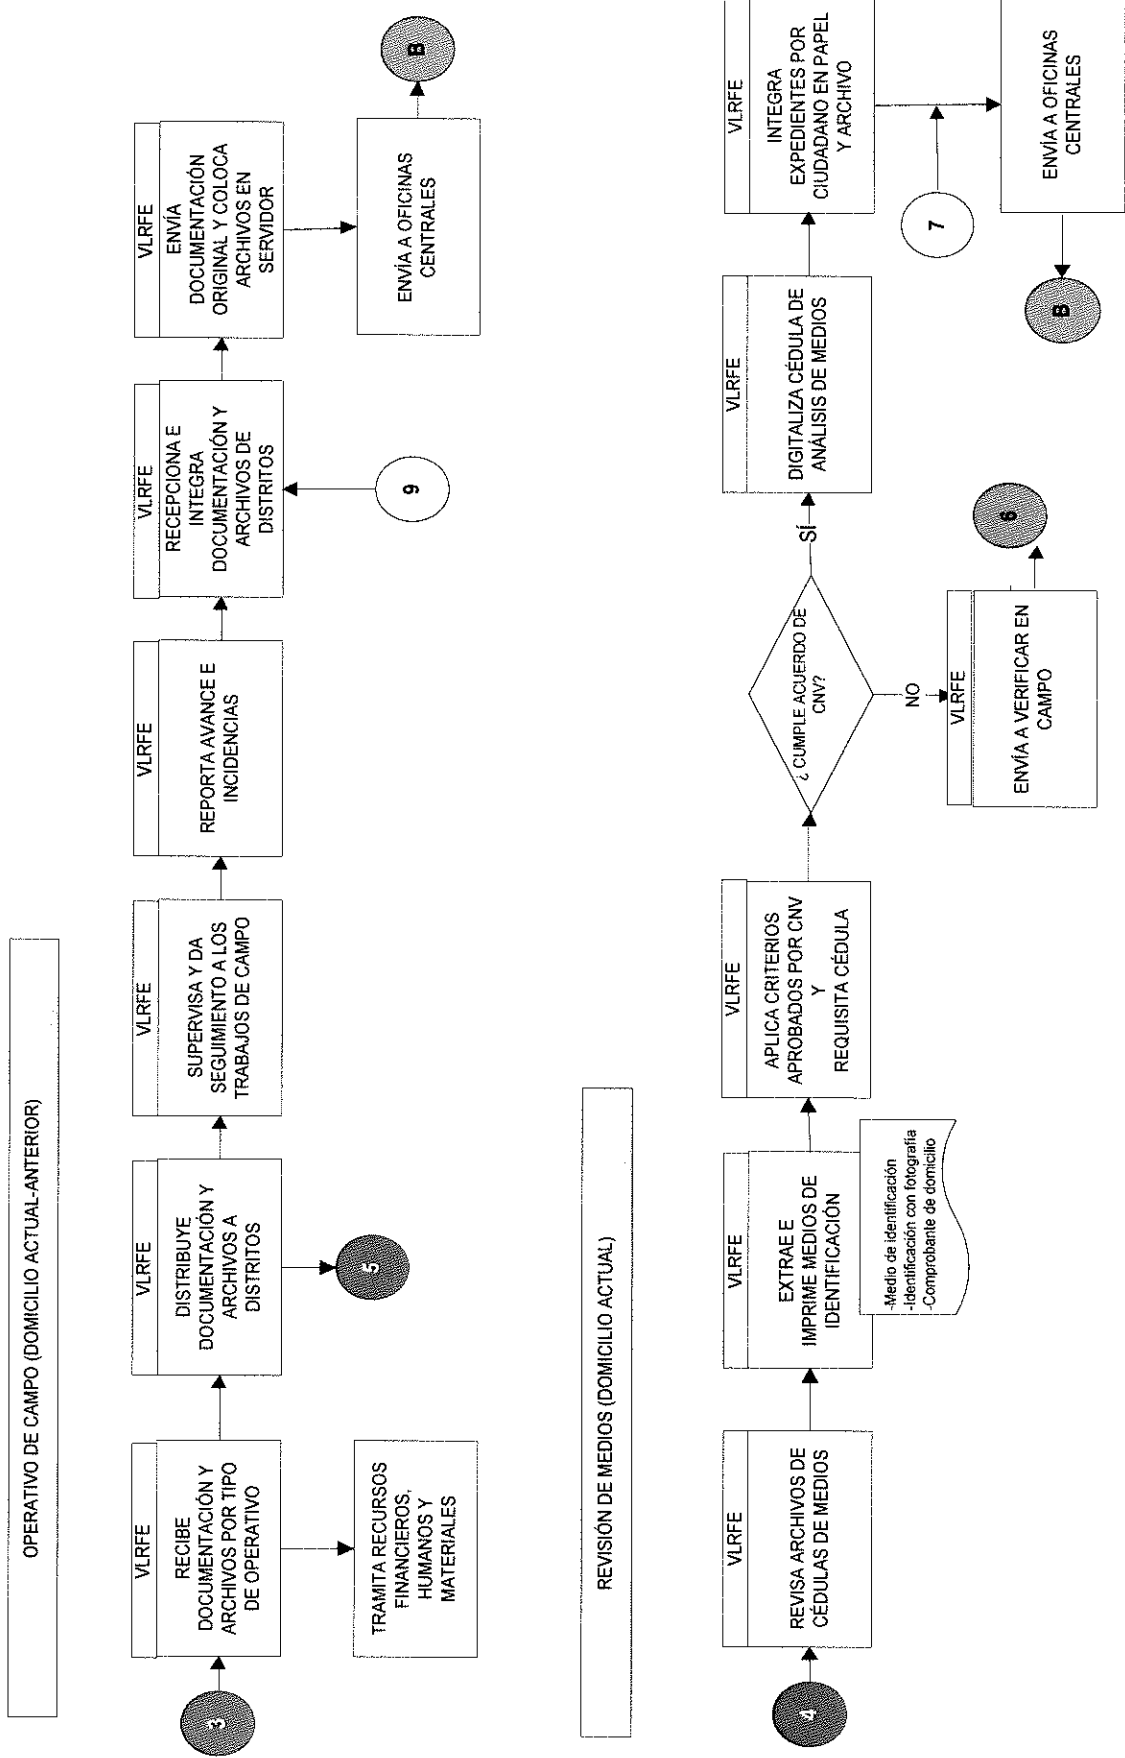 OPERATIVO DE CAMPO (DOMICILIO ACTUAL-ANTERIOR)
3
VLRFE
RECIBE
DOCUMENTACIÓN Y
ARCHIVOS POR TIPO
DE OPERATIVO
TRAMITA RECURSOS
FINANCIEROS,
HUMANOS Y
MATERIALES
VLRFE
DISTRIBUYE
DOCUMENTACIÓN Y
ARCHIVOS A
DISTRITOS
5
VLRFE
SUPERVISA Y DA
SEGUIMIENTO A LOS
TRABAJOS DE CAMPO
VLRFE
REPORTA AVANCE E
INCIDENCIAS
VLRFE
RECEPCIONA E
INTEGRA
DOCUMENTACIÓN Y
ARCHIVOS DE
DISTRITOS
9
VLRFE
ENVÍA
DOCUMENTACIÓN
ORIGINAL Y COLOCA
ARCHIVOS EN
SERVIDOR
ENVÍA A OFICINAS
CENTRALES
B
REVISIÓN DE MEDIOS (DOMICILIO ACTUAL)
4
VLRFE
REVISA ARCHIVOS DE
CÉDULAS DE MEDIOS
VLRFE
EXTRAE E
IMPRIME MEDIOS DE
IDENTIFICACIÓN
-Medio de identificación
-Identificación con fotografía
-Comprobante de domicilio
VLRFE
APLICA CRITERIOS
APROBADOS POR CNV
Y
REQUISITA CÉDULA
¿ CUMPLE ACUERDO DE
CNV?
NO
VLRFE
ENVÍA A VERIFICAR EN
CAMPO
6
SÍ
VLRFE
DIGITALIZA CÉDULA DE
ANÁLISIS DE MEDIOS
VLRFE
INTEGRA
EXPEDIENTES POR
CIUDADANO EN PAPEL
Y ARCHIVO
7
ENVÍA A OFICINAS
CENTRALES
B